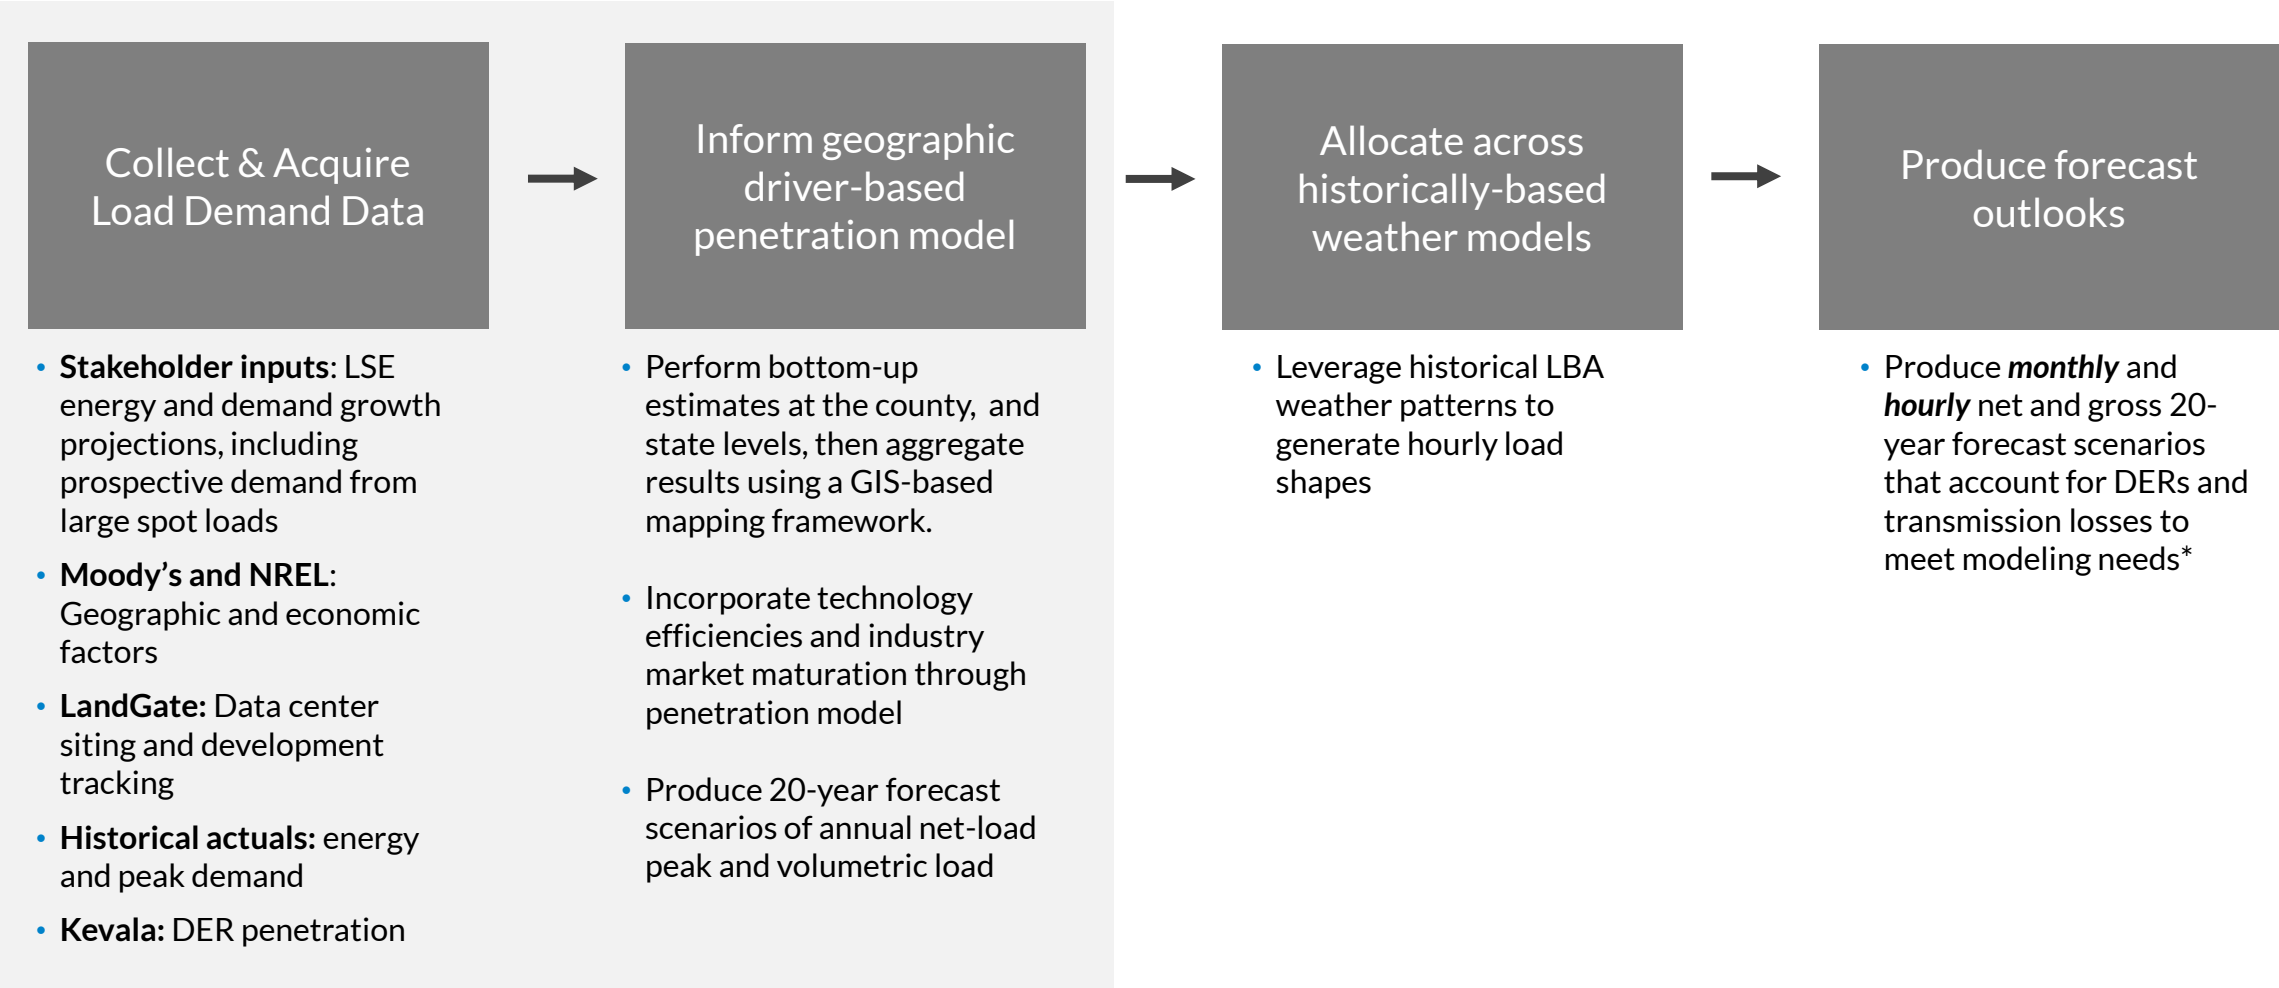 Collect & Acquire
Load Demand Data
Inform geographic
driver-based
penetration model
Allocate across
historically-based
weather models
Produce forecast
outlooks
• Stakeholder inputs: LSE
energy and demand growth
projections, including
prospective demand from
large spot loads
• Moody’s and NREL:
Geographic and economic
factors
• LandGate: Data center
siting and development
tracking
• Historical actuals: energy
and peak demand
• Kevala: DER penetration
• Perform bottom-up
estimates at the county, and
state levels, then aggregate
results using a GIS-based
mapping framework.
• Incorporate technology
efficiencies and industry
market maturation through
penetration model
• Produce 20-year forecast
scenarios of annual net-load
peak and volumetric load
• Leverage historical LBA
weather patterns to
generate hourly load
shapes
• Produce monthly and
hourly net and gross 20-
year forecast scenarios
that account for DERs and
transmission losses to
meet modeling needs*